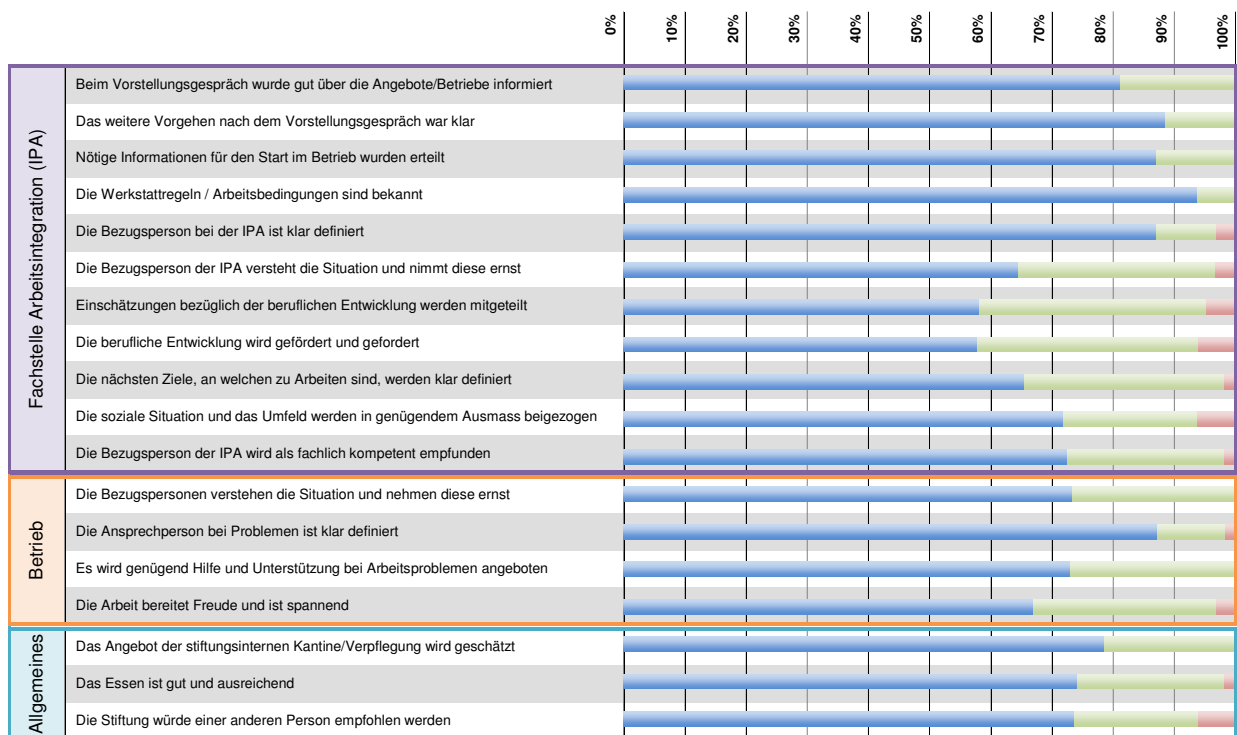 0%
10%
20%
30%
40%
50%
60%
70%
80%
90%
100%
Fachstelle Arbeitsintegration (IPA)
Beim Vorstellungsgespräch wurde gut über die Angebote/Betriebe informiert
Das weitere Vorgehen nach dem Vorstellungsgespräch war klar
Nötige Informationen für den Start im Betrieb wurden erteilt
Die Werkstattregeln / Arbeitsbedingungen sind bekannt
Die Bezugsperson bei der IPA ist klar definiert
Die Bezugsperson der IPA versteht die Situation und nimmt diese ernst
Einschätzungen bezüglich der beruflichen Entwicklung werden mitgeteilt
Die berufliche Entwicklung wird gefördert und gefordert
Die nächsten Ziele, an welchen zu Arbeiten sind, werden klar definiert
Die soziale Situation und das Umfeld werden in genügendem Ausmass beigezogen
Die Bezugsperson der IPA wird als fachlich kompetent empfunden
Betrieb
Die Bezugspersonen verstehen die Situation und nehmen diese ernst
Die Ansprechperson bei Problemen ist klar definiert
Es wird genügend Hilfe und Unterstützung bei Arbeitsproblemen angeboten
Die Arbeit bereitet Freude und ist spannend
Allgemeines
Das Angebot der stiftungsinternen Kantine/Verpflegung wird geschätzt
Das Essen ist gut und ausreichend
Die Stiftung würde einer anderen Person empfohlen werden